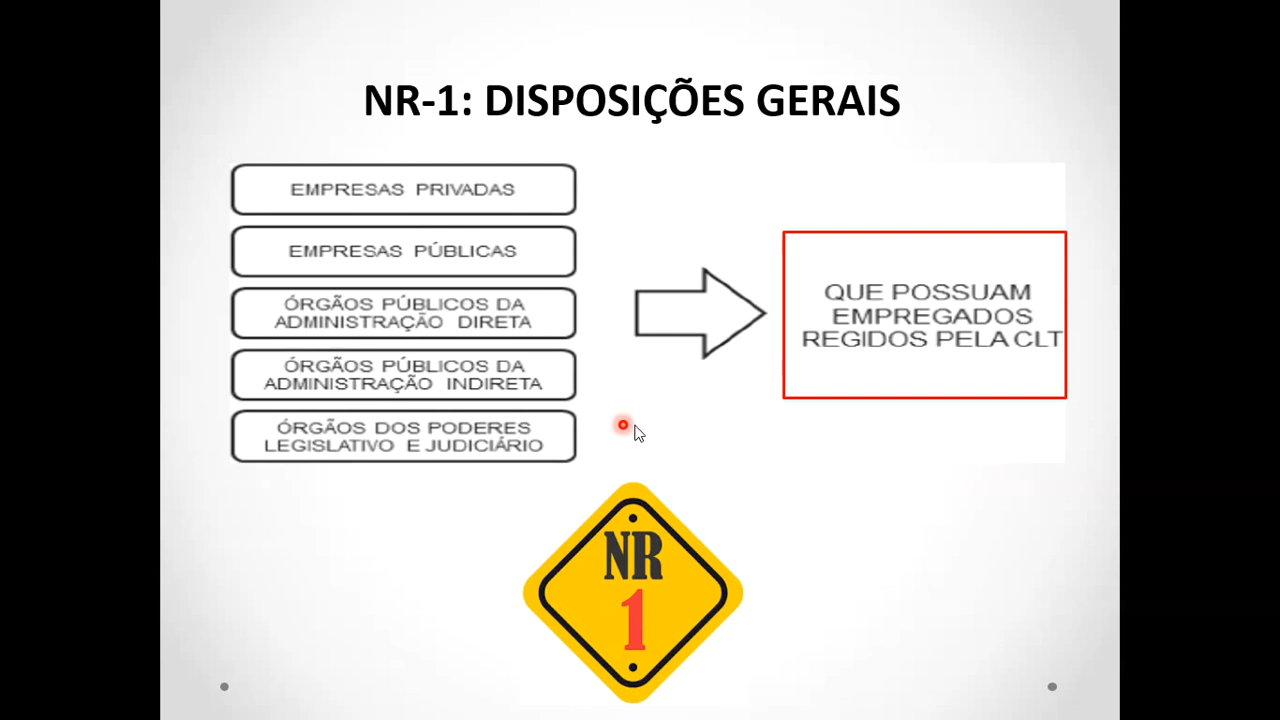 NR-1: DISPOSIÇÕES GERAIS
EMPRESAS PRIVADAS
EMPRESAS PÚBLICAS
ÓRGÃOS PÚBLICOS DA
ADMINISTRAÇÃO DIRETA
ÓRGÃOS PÚBLICOS DA
ADMINISTRAÇÃO INDIRETA
ÓRGÃOS DOS PODERES
LEGISLATIVO E JUDICIÁRIO
QUE POSSUAM
EMPREGADOS
REGIDOS PELA CLT
NR
1